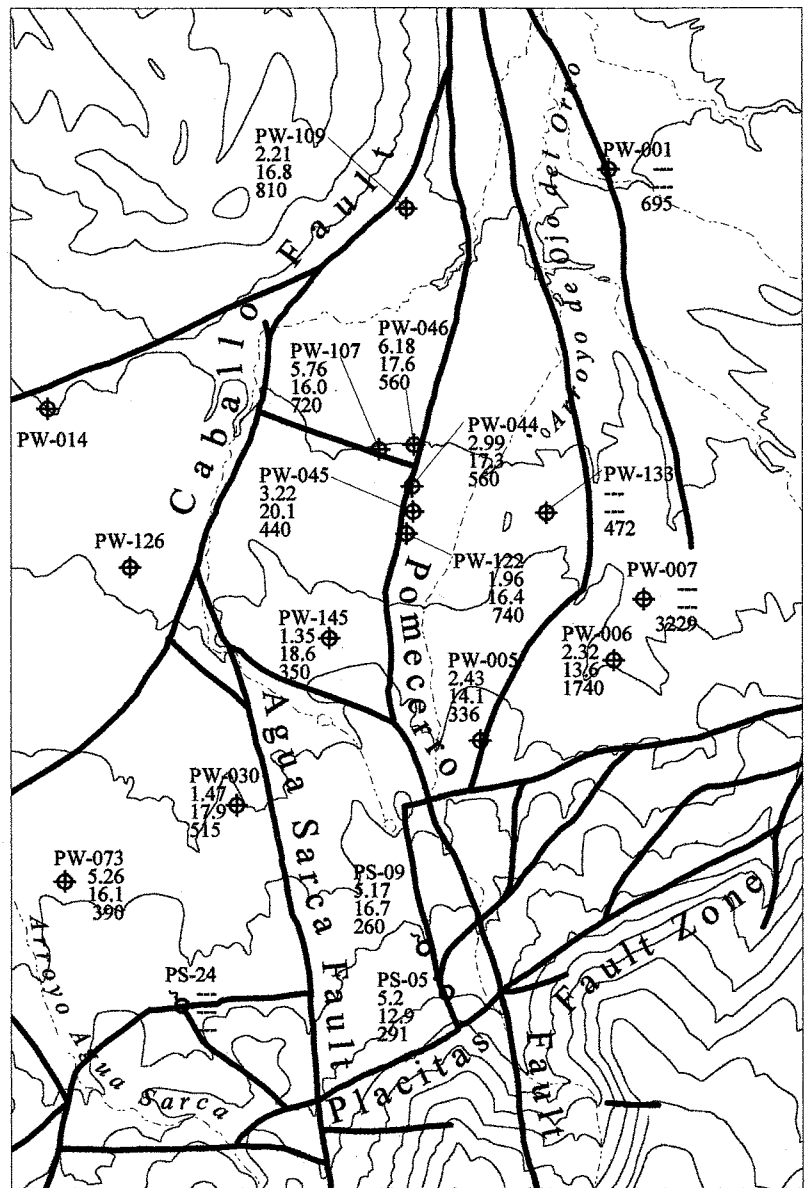 PW-109
2.21
16.8
810
PW-001
---
---
695
Caballo Fault
Arroyo de Ojo del Orno
PW-046
6.18
17.6
560
PW-107
5.76
16.0
720
PW-014
PW-044
2.99
17.3
560
PW-045
3.22
20.1
440
PW-133
---
---
472
PW-126
PW-122
1.96
16.4
740
PW-007
---
---
3220
PW-145
1.35
18.6
350
PW-006
2.32
13.6
1740
PW-005
2.43
14.1
336
Pomecerro Fault
Agua Sarca Fault
PW-030
1.47
17.9
515
PW-073
5.26
16.1
390
PS-09
5.17
16.7
260
PS-24
---
---
---
PS-05
5.2
12.9
291
Arroyo Agua Sarca
Placitas Fault Zone